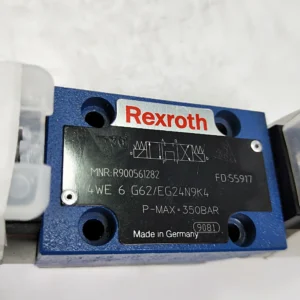 Rexroth
MNR:R900561282 FD 55917
4WE 6 G62/EG24N9K4
P-MAX=350BAR
Made in Germany 9081